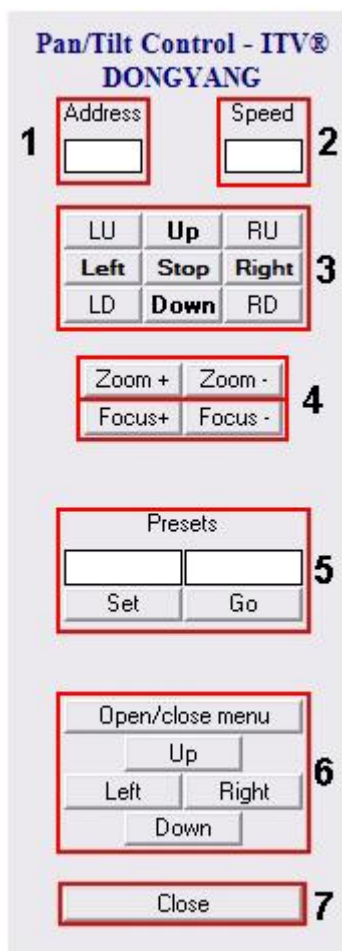 Pan/Tilt Control - ITV®
DONGYANG
Address Speed
1 2
LU Up RU
Left Stop Right 3
LD Down RD
Zoom + Zoom -
4
Focus+ Focus -
Presets
5
Set Go
Open/close menu
Up
6
Left Right
Down
Close 7